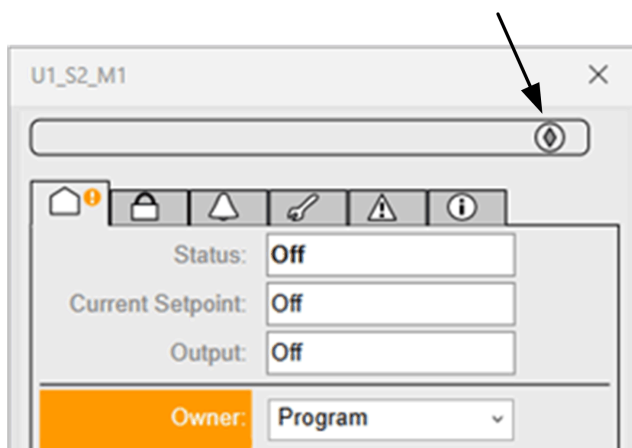 U1_S2_M1
Status: Off
Current Setpoint: Off
Output: Off
Owner: Program